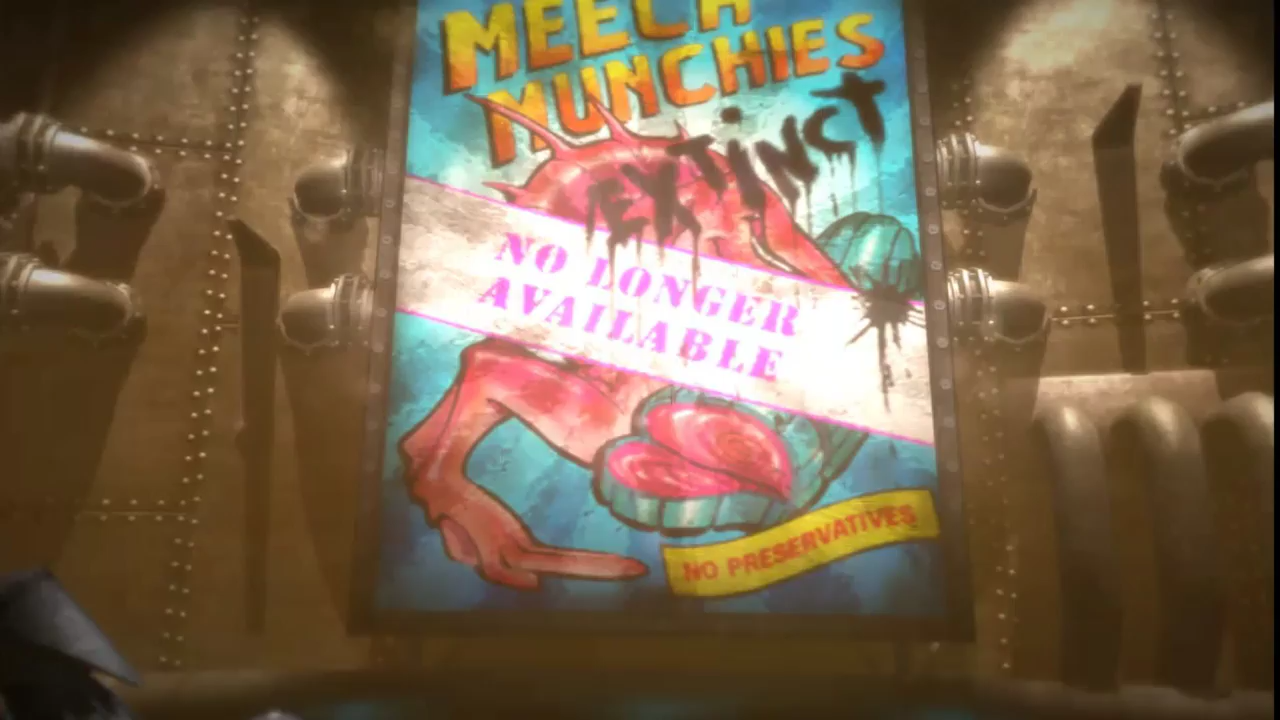 MEECH
MUNCHIES
EXTINCT
NO LONGER
AVAILABLE
NO PRESERVATIVES